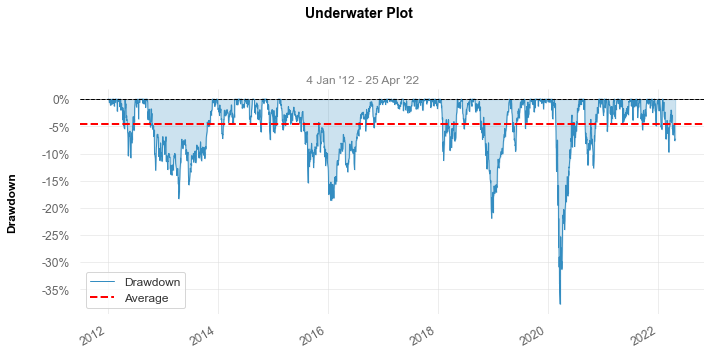 Underwater Plot
4 Jan '12 - 25 Apr '22
Drawdown
0%
-5%
-10%
-15%
-20%
-25%
-30%
-35%
Drawdown
Average
2012
2014
2016
2018
2020
2022